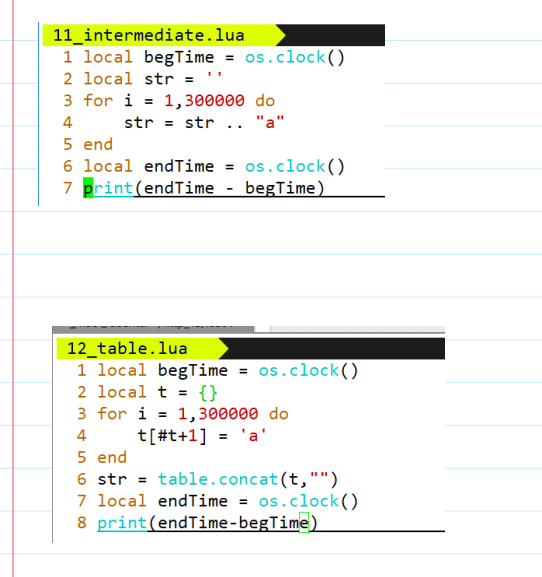 11_intermediate.lua
1 local begTime = os.clock()
2 local str = ''
3 for i = 1,300000 do
4     str = str .. "a"
5 end
6 local endTime = os.clock()
7 print(endTime - begTime)
12_table.lua
1 local begTime = os.clock()
2 local t = {}
3 for i = 1,300000 do
4     t[#t+1] = 'a'
5 end
6 str = table.concat(t,"")
7 local endTime = os.clock()
8 print(endTime-begTime)